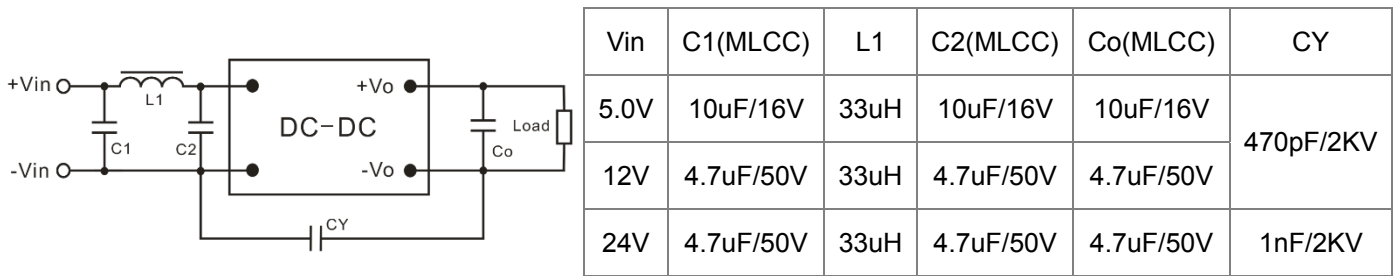 +Vin
L1
C1
C2
-Vin
DC-DC
+Vo
-Vo
Co
Load
CY
Vin C1(MLCC) L1 C2(MLCC) Co(MLCC) CY
5.0V 10uF/16V 33uH 10uF/16V 10uF/16V 470pF/2KV
12V 4.7uF/50V 33uH 4.7uF/50V 4.7uF/50V
24V 4.7uF/50V 33uH 4.7uF/50V 4.7uF/50V 1nF/2KV